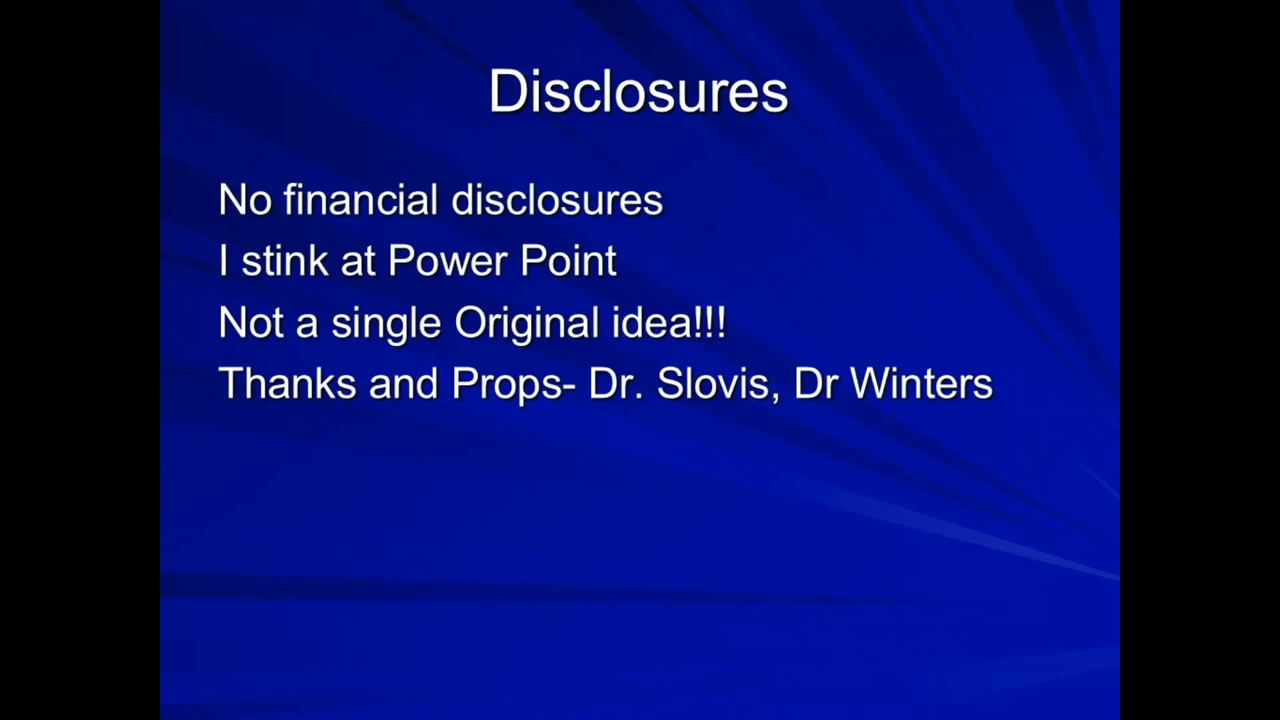 Disclosures
No financial disclosures
I stink at Power Point
Not a single Original idea!!!
Thanks and Props- Dr. Slovis, Dr Winters